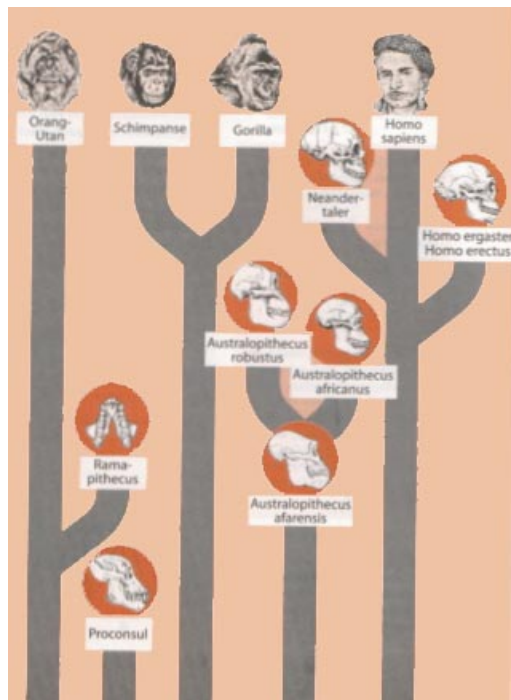 Orang-
Utan
Schimpanse
Gorilla
Homo
sapiens
Neander-
taler
Homo ergaster
Homo erectus
Australopithecus
robustus
Australopithecus
africanus
Rama-
pithecus
Australopithecus
afarensis
Proconsul